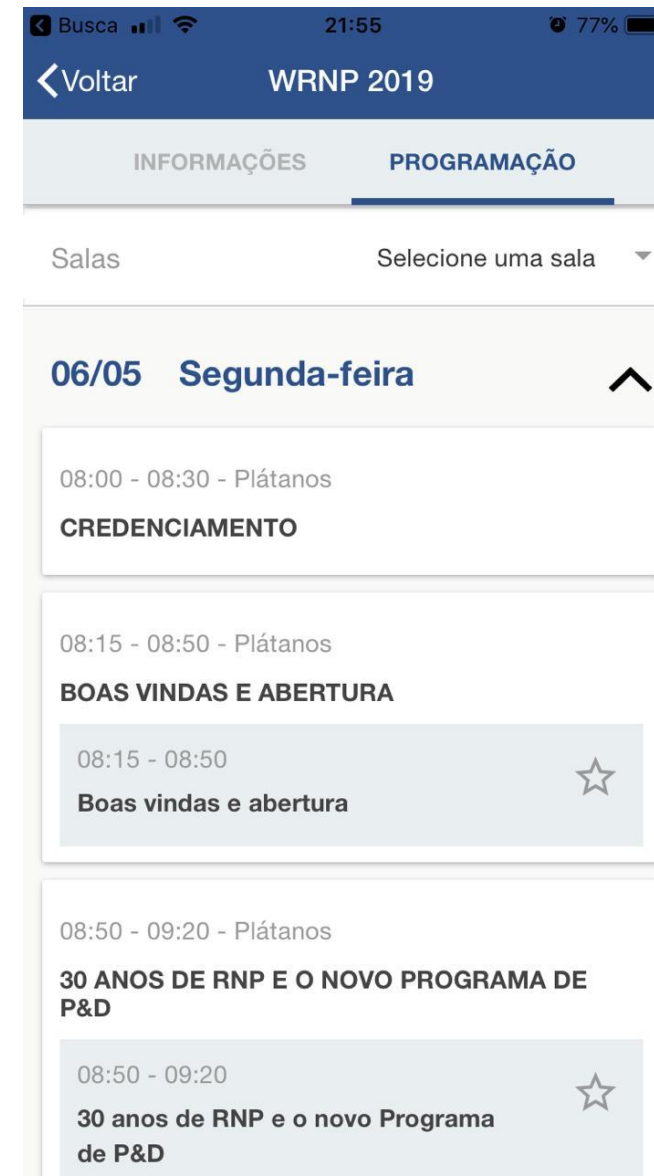 Busca 21:55 77%
Voltar WRNP 2019
INFORMAÇÕES PROGRAMAÇÃO
Salas Selecione uma sala
06/05 Segunda-feira
08:00 - 08:30 - Plátanos
CREDENCIAMENTO
08:15 - 08:50 - Plátanos
BOAS VINDAS E ABERTURA
08:15 - 08:50
Boas vindas e abertura
08:50 - 09:20 - Plátanos
30 ANOS DE RNP E O NOVO PROGRAMA DE
P&D
08:50 - 09:20
30 anos de RNP e o novo Programa
de P&D